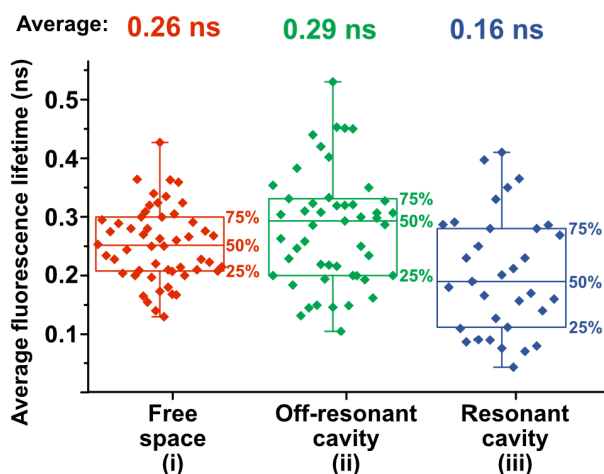 Average: 0.26 ns 0.29 ns 0.16 ns
Average fluorescence lifetime (ns)
0.5
0.4
0.3
0.2
0.1
75%
50%
25%
75%
50%
25%
75%
50%
25%
Free space (i)
Off-resonant cavity (ii)
Resonant cavity (iii)